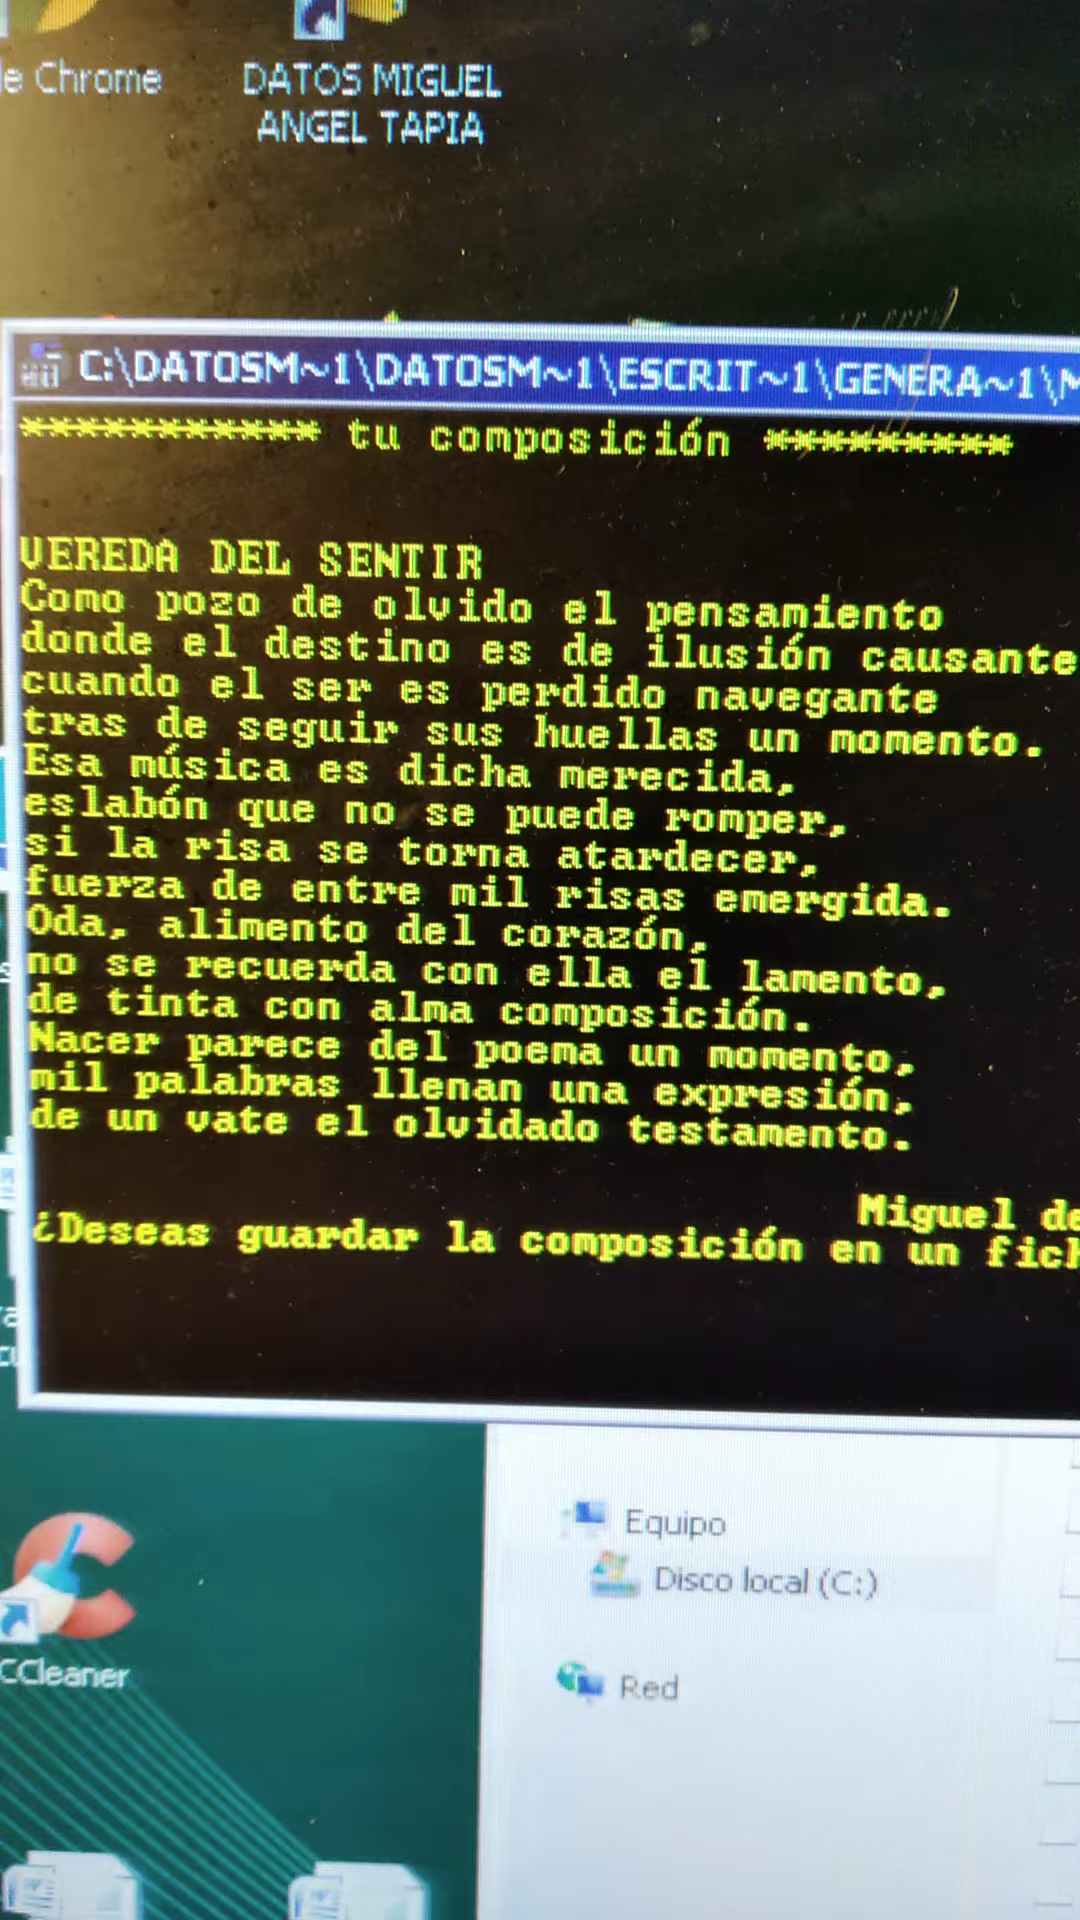 de Chrome
DATOS MIGUEL
ANGEL TAPIA
C:\DATOSM~1\DATOSM~1\ESCRIT~1\GENERA~1\M
*********** tu composición *********
VEREDA DEL SENTIR
Como pozo de olvido el pensamiento
donde el destino es de ilusión causante
cuando el ser es perdido navegante
tras de seguir sus huellas un momento.
Esa música es dicha merecida,
eslabón que no se puede romper,
si la risa se torna atardecer,
fuerza de entre mil risas emergida.
Oda, alimento del corazón,
no se recuerda con ella el lamento,
de tinta con alma composición.
Nacer parece del poema un momento,
mil palabras llenan una expresión,
de un vate el olvidado testamento.
Miguel de
¿Deseas guardar la composición en un fich
Equipo
Disco local (C:)
CCleaner
Red